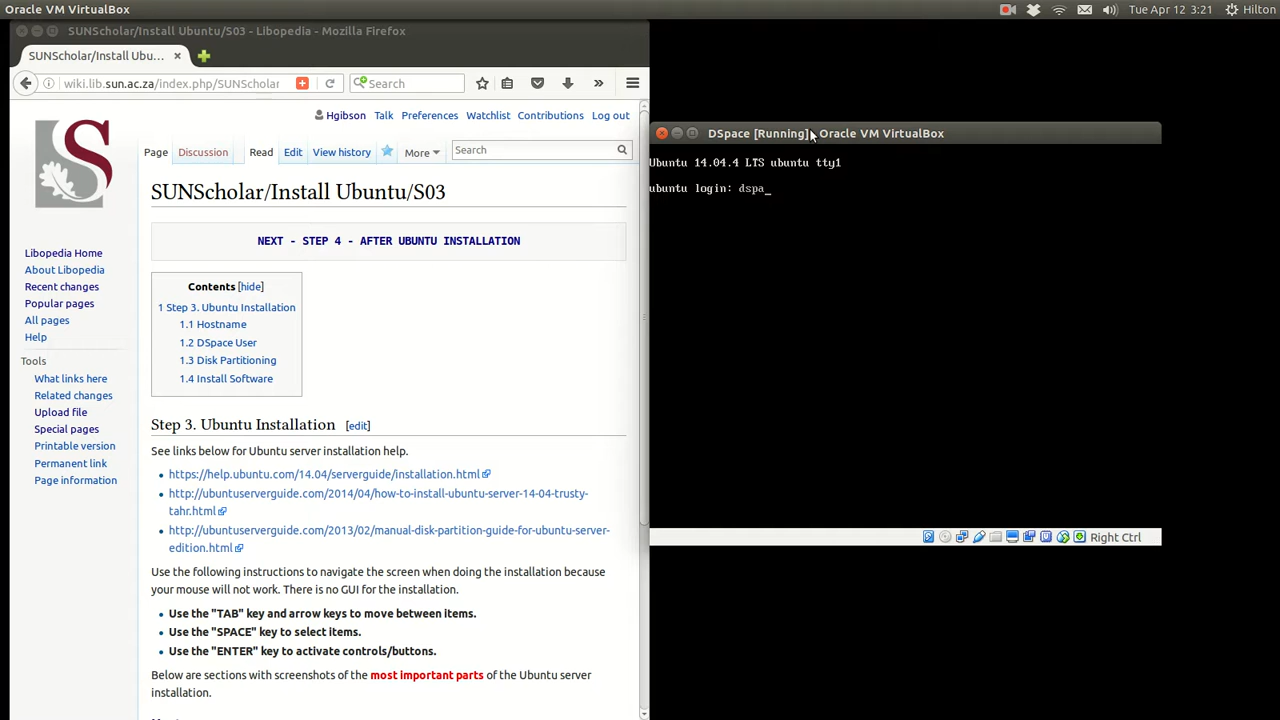 Oracle VM VirtualBox
Tue Apr 12 3:21
Hilton
SUNScholar/Install Ubuntu/S03 - Libopedia - Mozilla Firefox
SUNScholar/Install Ubu...
wiki.lib.sun.ac.za/index.php/SUNScholar
Search
Hgibson Talk Preferences Watchlist Contributions Log out
Page Discussion Read Edit View history More Search
SUNScholar/Install Ubuntu/S03
NEXT - STEP 4 - AFTER UBUNTU INSTALLATION
Libopedia Home
About Libopedia
Recent changes
Popular pages
All pages
Help
Tools
What links here
Related changes
Upload file
Special pages
Printable version
Permanent link
Page information
Contents [hide]
1 Step 3. Ubuntu Installation
1.1 Hostname
1.2 DSpace User
1.3 Disk Partitioning
1.4 Install Software
Step 3. Ubuntu Installation [edit]
See links below for Ubuntu server installation help.
https://help.ubuntu.com/14.04/serverguide/installation.html
http://ubuntuserverguide.com/2014/04/how-to-install-ubuntu-server-14-04-trusty-
tahr.html
http://ubuntuserverguide.com/2013/02/manual-disk-partition-guide-for-ubuntu-server-
edition.html
Use the following instructions to navigate the screen when doing the installation because
your mouse will not work. There is no GUI for the installation.
Use the "TAB" key and arrow keys to move between items.
Use the "SPACE" key to select items.
Use the "ENTER" key to activate controls/buttons.
Below are sections with screenshots of the most important parts of the Ubuntu server
installation.
DSpace [Running] - Oracle VM VirtualBox
Ubuntu 14.04.4 LTS ubuntu tty1
ubuntu login: dspa_
Right Ctrl